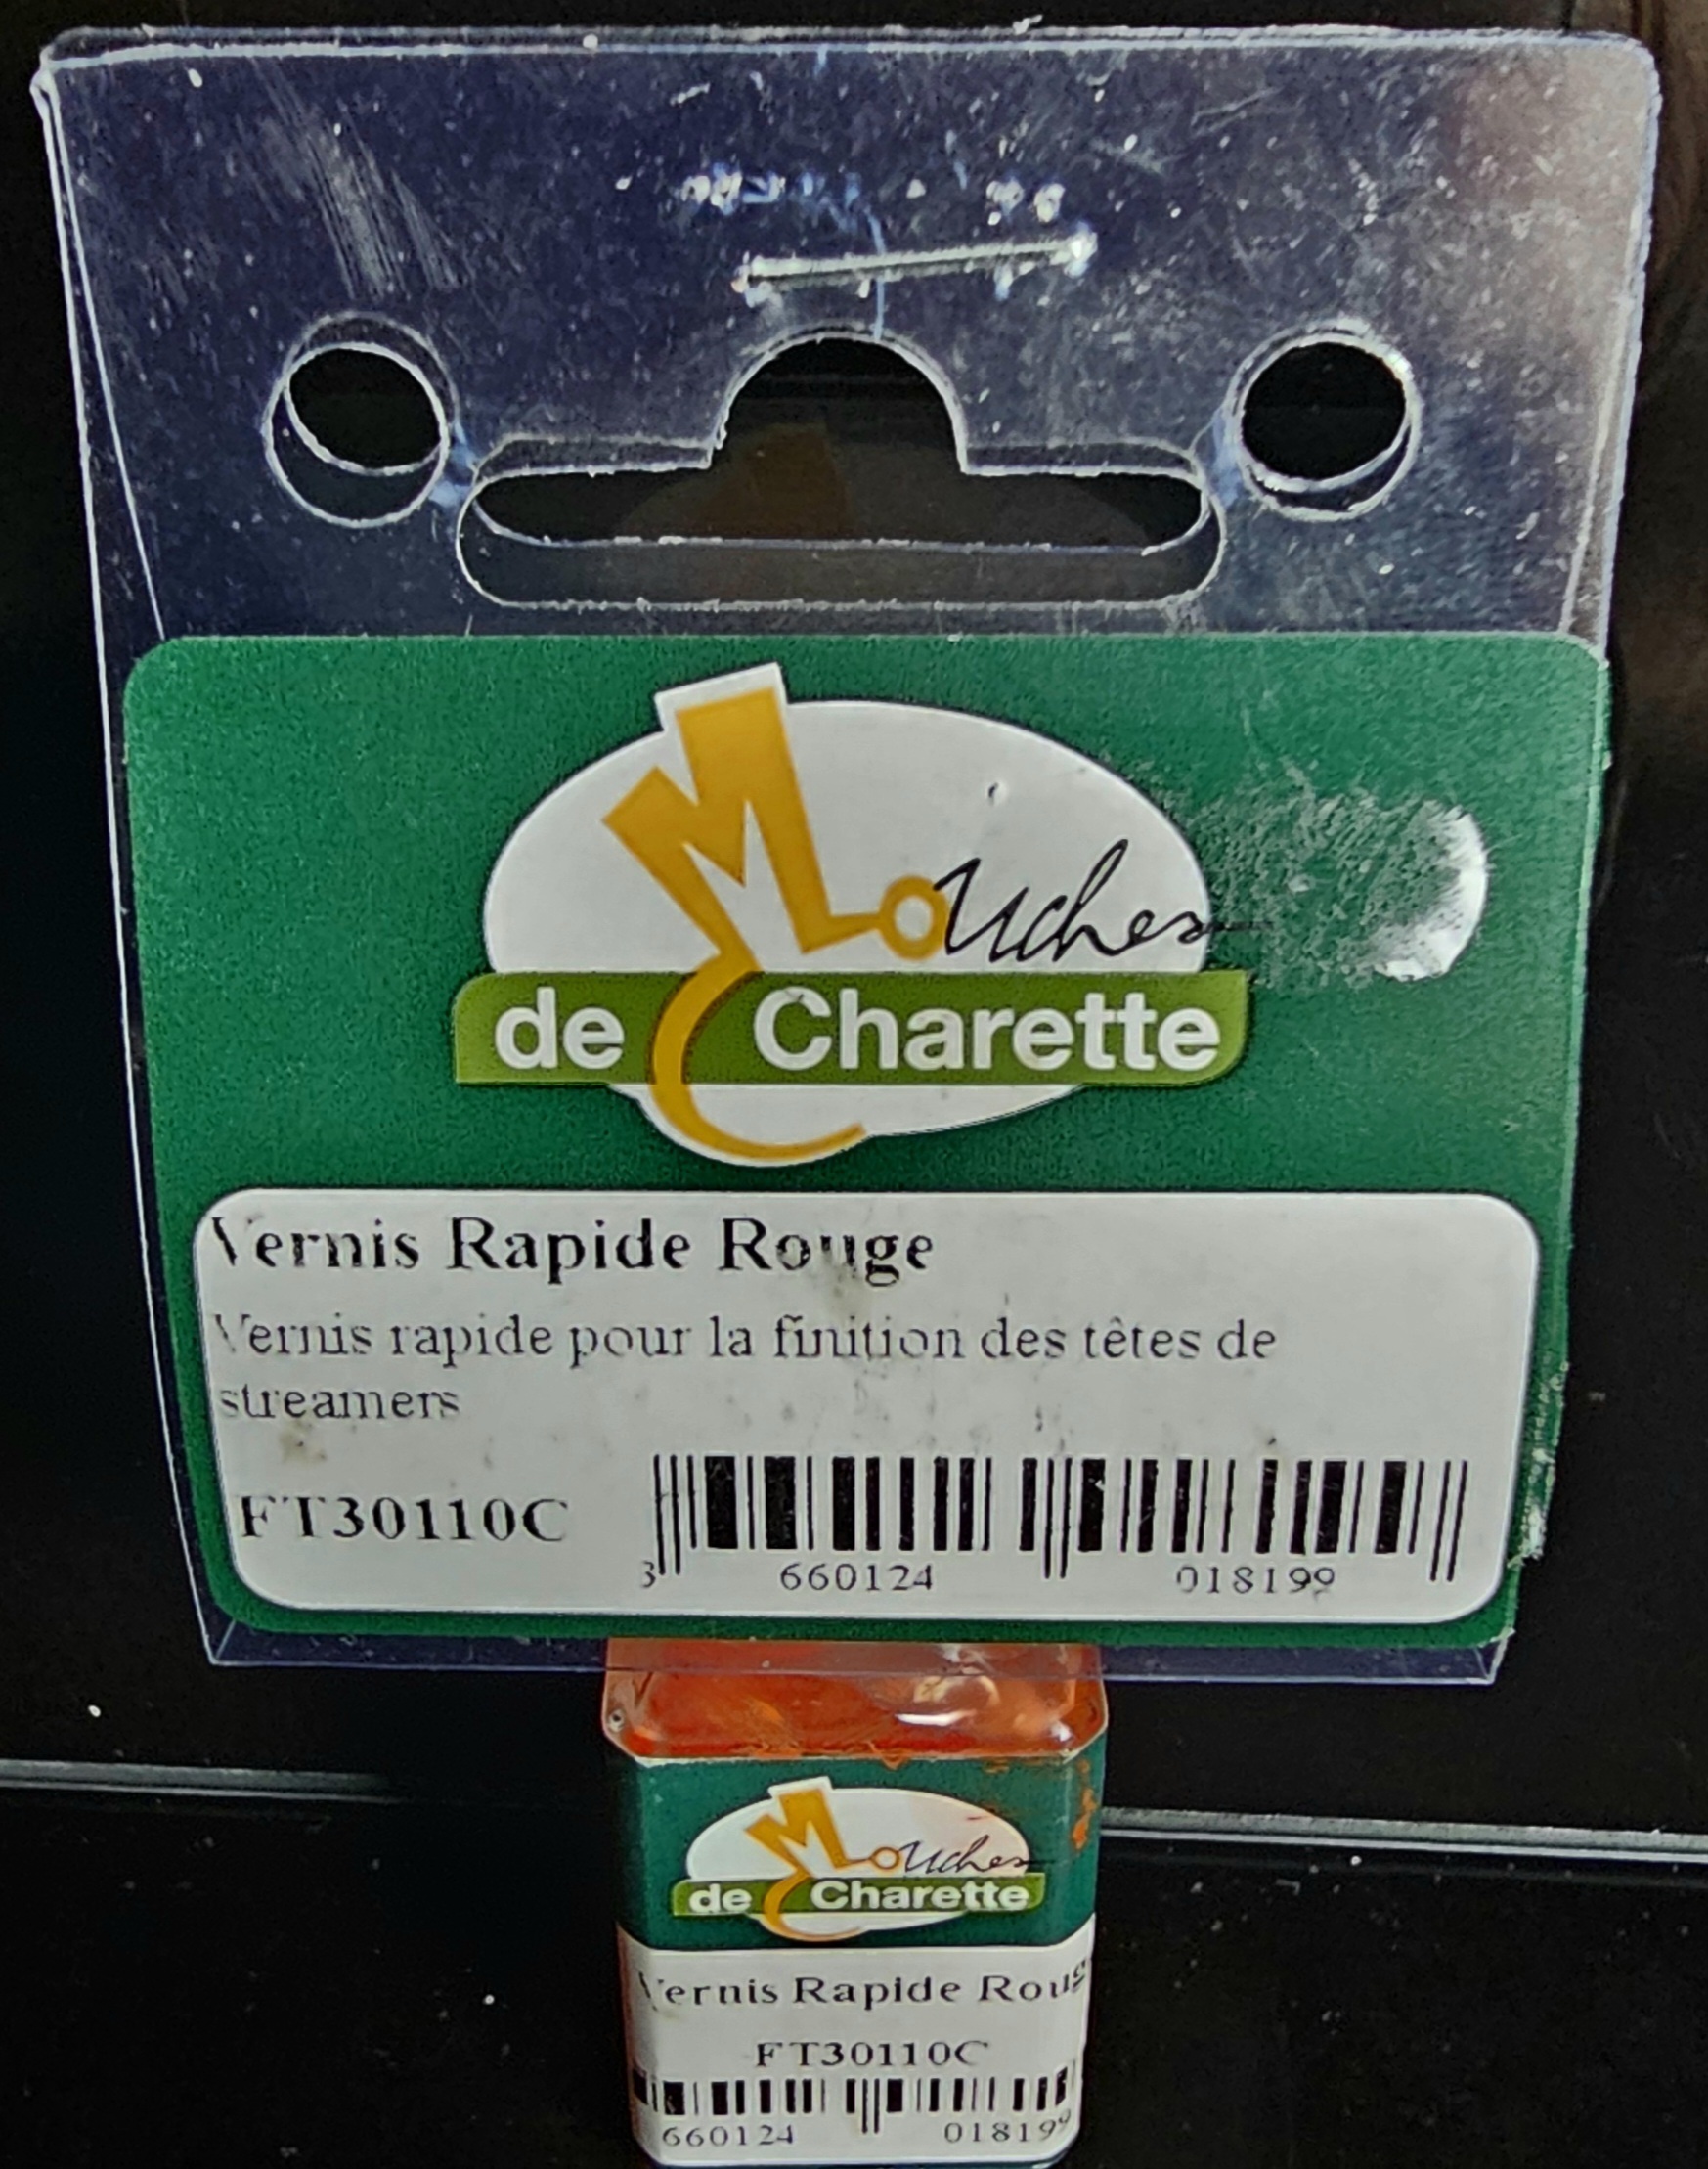 Mouches
de Charette
Vernis Rapide Rouge
Vernis rapide pour la finition des têtes de
streamers
FT30110C
3 660124 018199
Mouches
de Charette
Vernis Rapide Roug
FT30110C
660124 018199